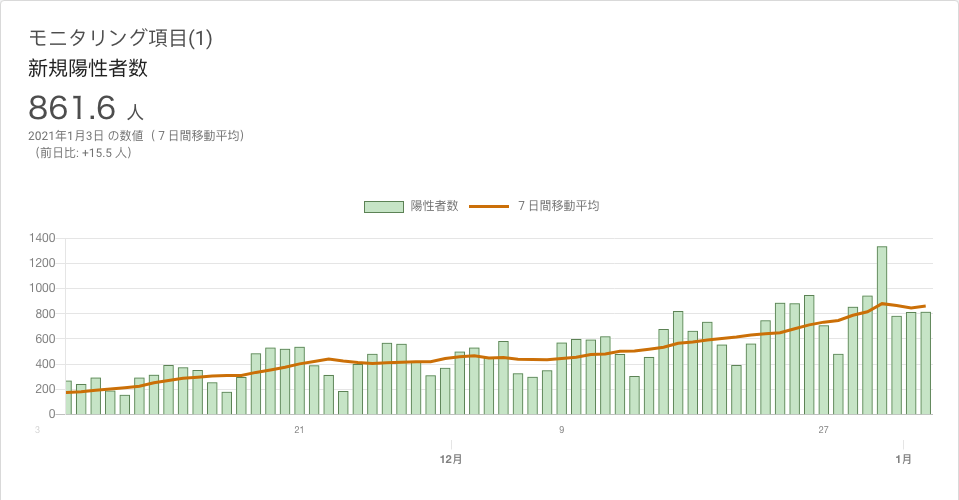 モニタリング項目(1)
新規陽性者数
861.6 人
2021年1月3日 の数値（７日間移動平均）
（前日比: +15.5 人）
陽性者数 ７日間移動平均
1400
1200
1000
800
600
400
200
0
3 21 9 27
12月 1月